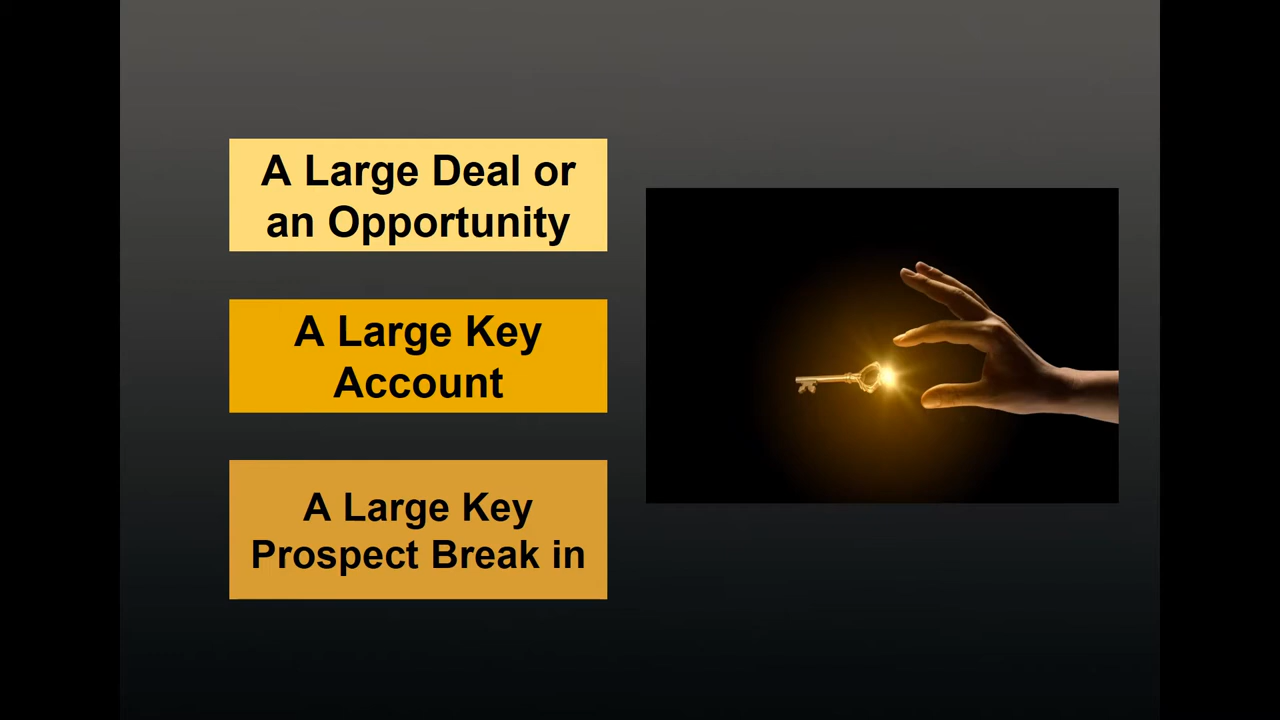 A Large Deal or
an Opportunity
A Large Key
Account
A Large Key
Prospect Break in